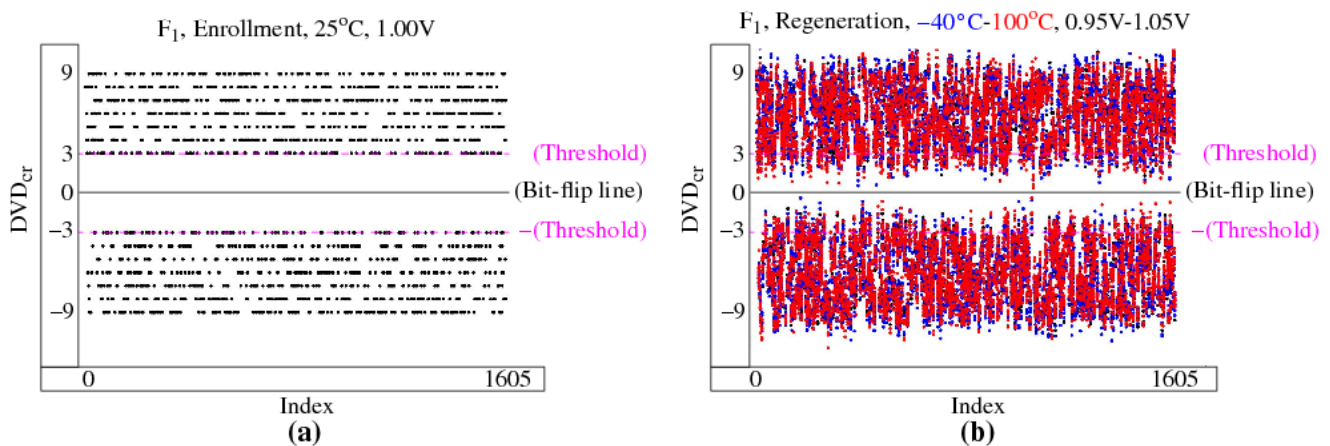 F₁, Enrollment, 25°C, 1.00V
DVD_cr
9
3
0
−3
−9
(Threshold)
(Bit-flip line)
−(Threshold)
0
1605
Index
(a)
F₁, Regeneration, −40°C-100°C, 0.95V-1.05V
DVD_cr
9
3
0
−3
−9
(Threshold)
(Bit-flip line)
−(Threshold)
0
1605
Index
(b)